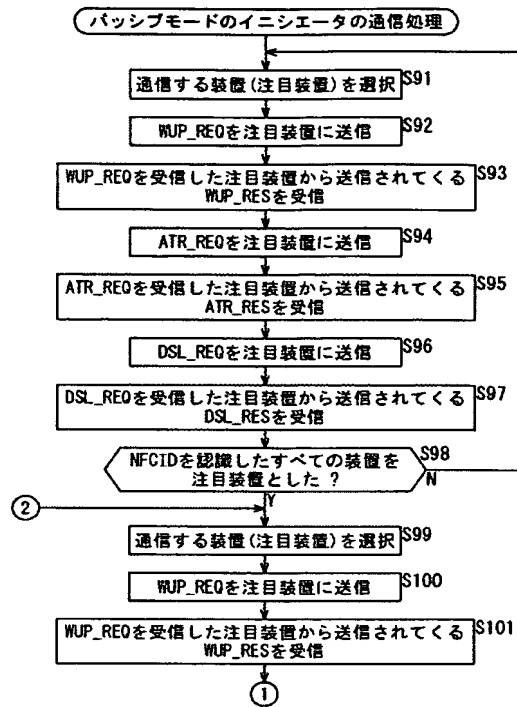 パッシブモードのイニシエータの通信処理
通信する装置(注目装置)を選択 S91
WUP_REQを注目装置に送信 S92
WUP_REQを受信した注目装置から送信されてくる S93
WUP_RESを受信
ATR_REQを注目装置に送信 S94
ATR_REQを受信した注目装置から送信されてくる S95
ATR_RESを受信
DSL_REQを注目装置に送信 S96
DSL_REQを受信した注目装置から送信されてくる S97
DSL_RESを受信
NFCIDを認識したすべての装置を S98
注目装置とした ?
N
Y
2
通信する装置(注目装置)を選択 S99
WUP_REQを注目装置に送信 S100
WUP_REQを受信した注目装置から送信されてくる S101
WUP_RESを受信
1